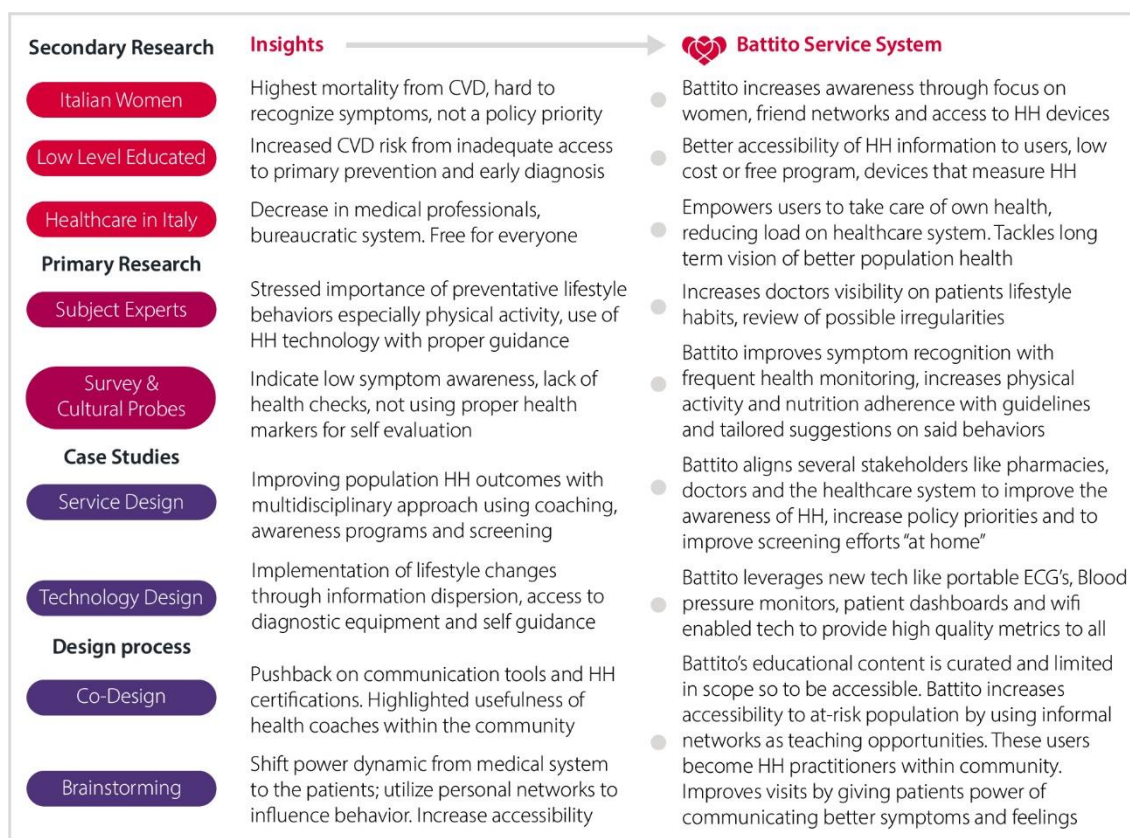 Secondary Research
Insights
Battito Service System
Italian Women
Highest mortality from CVD, hard to
recognize symptoms, not a policy priority
Battito increases awareness through focus on
women, friend networks and access to HH devices
Low Level Educated
Increased CVD risk from inadequate access
to primary prevention and early diagnosis
Better accessibility of HH information to users, low
cost or free program, devices that measure HH
Healthcare in Italy
Decrease in medical professionals,
bureaucratic system. Free for everyone
Empowers users to take care of own health,
reducing load on healthcare system. Tackles long
term vision of better population health
Primary Research
Subject Experts
Stressed importance of preventative lifestyle
behaviors especially physical activity, use of
HH technology with proper guidance
Increases doctors visibility on patients lifestyle
habits, review of possible irregularities
Survey &
Cultural Probes
Indicate low symptom awareness, lack of
health checks, not using proper health
markers for self evaluation
Battito improves symptom recognition with
frequent health monitoring, increases physical
activity and nutrition adherence with guidelines
and tailored suggestions on said behaviors
Case Studies
Service Design
Improving population HH outcomes with
multidisciplinary approach using coaching,
awareness programs and screening
Battito aligns several stakeholders like pharmacies,
doctors and the healthcare system to improve the
awareness of HH, increase policy priorities and to
improve screening efforts "at home"
Technology Design
Implementation of lifestyle changes
through information dispersion, access to
diagnostic equipment and self guidance
Battito leverages new tech like portable ECG's, Blood
pressure monitors, patient dashboards and wifi
enabled tech to provide high quality metrics to all
Design process
Co-Design
Pushback on communication tools and HH
certifications. Highlighted usefulness of
health coaches within the community
Brainstorming
Shift power dynamic from medical system
to the patients; utilize personal networks to
influence behavior. Increase accessibility
Battito's educational content is curated and limited
in scope so to be accessible. Battito increases
accessibility to at-risk population by using informal
networks as teaching opportunities. These users
become HH practitioners within community.
Improves visits by giving patients power of
communicating better symptoms and feelings